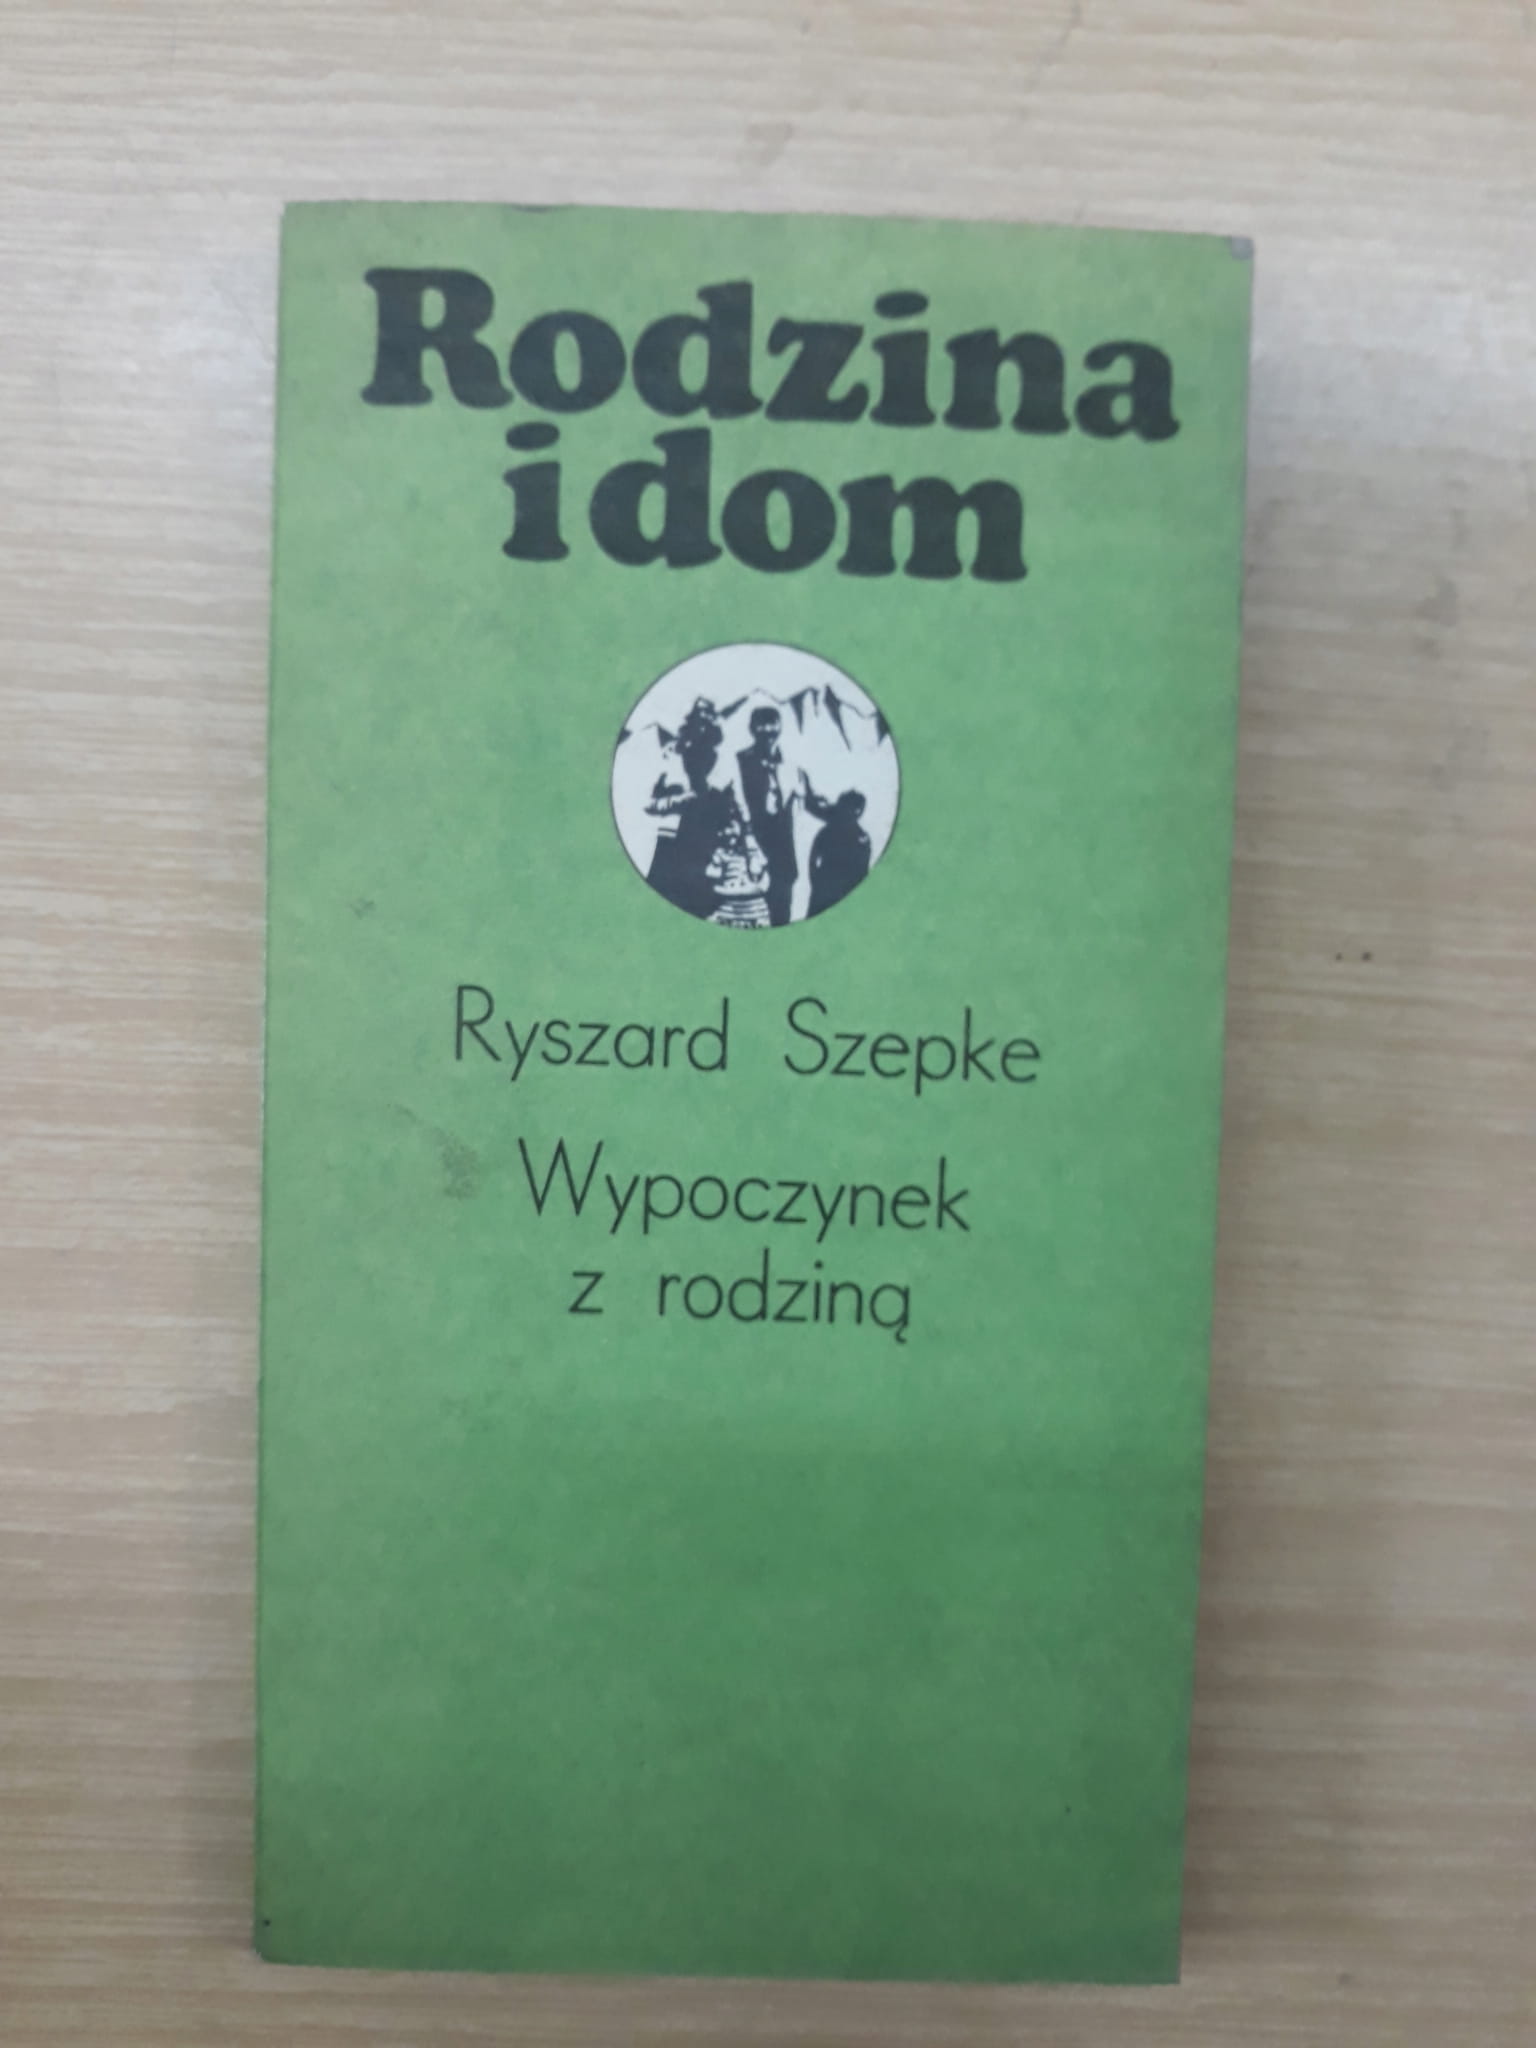 Rodzina
i dom
Ryszard Szepke
Wypoczynek
z rodziną